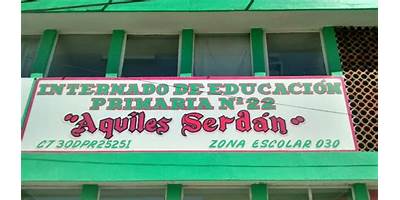 INTERNADO DE EDUCACIÓN
PRIMARIA Nº 22
"Aquiles Serdán"
CT 30DPR2525I ZONA ESCOLAR 030